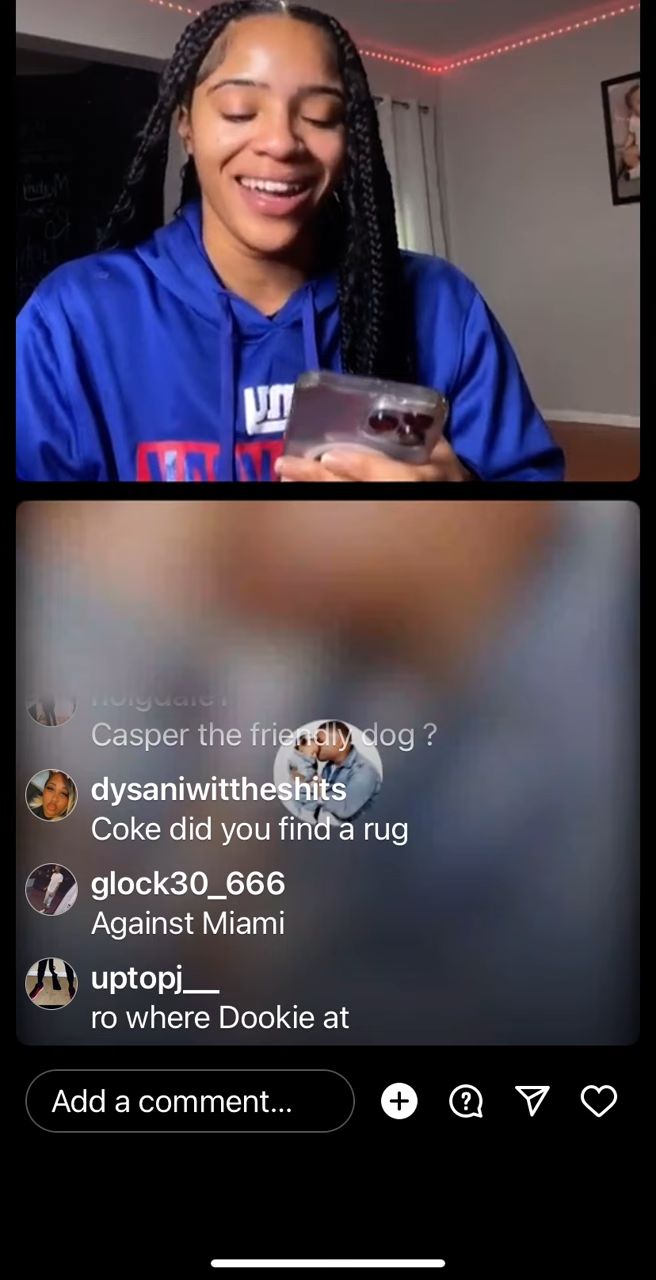 ny
Casper the friendly dog ?
dysaniwittheshits
Coke did you find a rug
glock30_666
Against Miami
uptopj__
ro where Dookie at
Add a comment...